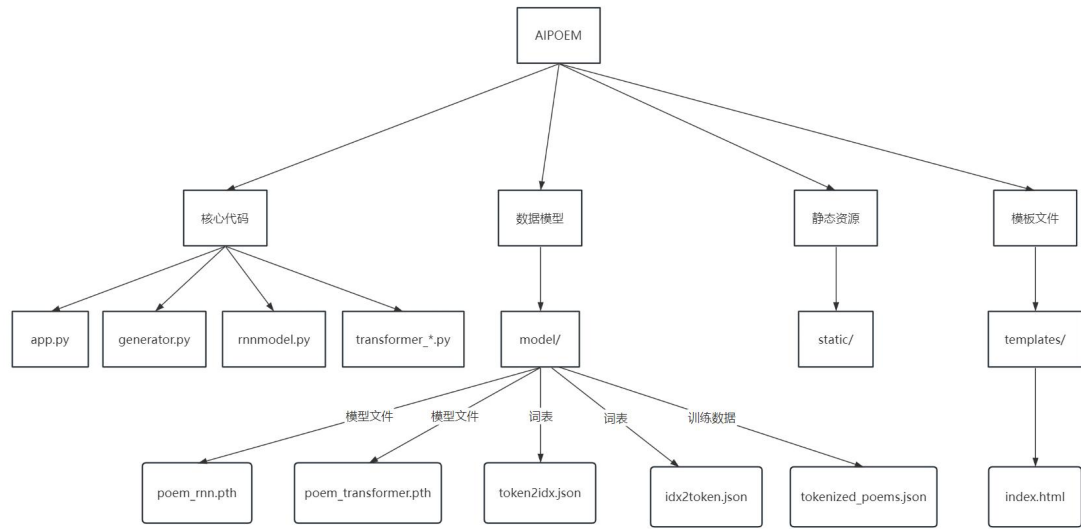 AIPOEM
核心代码
数据模型
静态资源
模板文件
app.py
generator.py
rnnmodel.py
transformer_*.py
model/
static/
templates/
模型文件
模型文件
词表
词表
训练数据
poem_rnn.pth
poem_transformer.pth
token2idx.json
idx2token.json
tokenized_poems.json
index.html